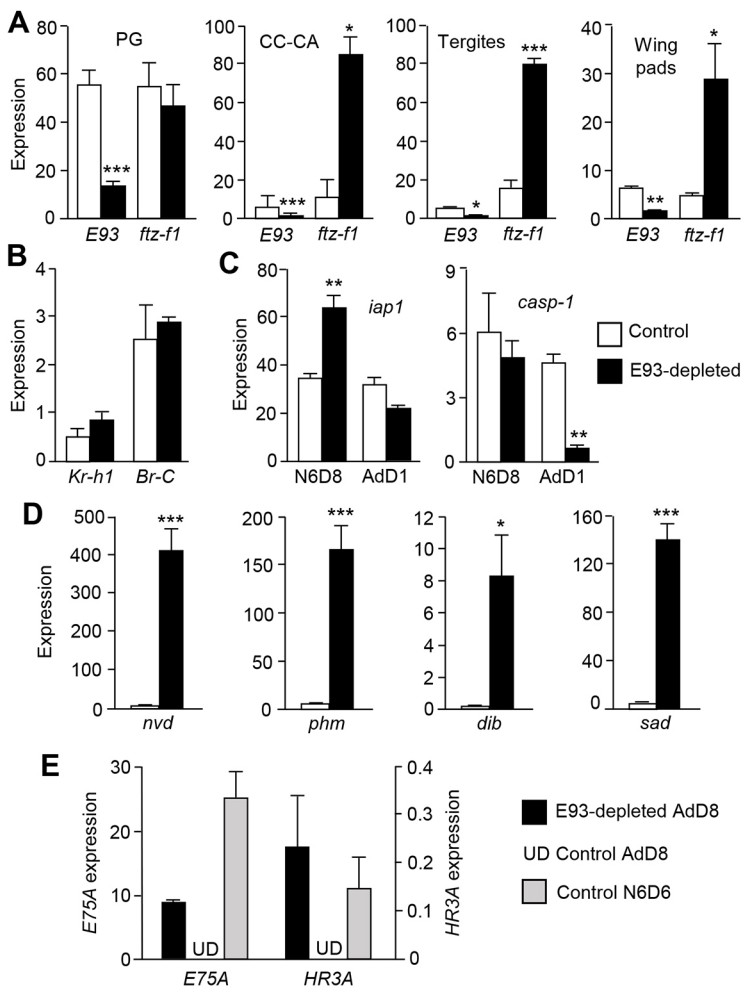 A
PG
CC-CA
Tergites
Wing pads
Expression
80
60
40
20
0
E93 ftz-f1
***
100
80
60
40
20
0
E93 ftz-f1
***
*
100
80
60
40
20
0
E93 ftz-f1
*
***
40
30
20
10
0
E93 ftz-f1
**
*
B
Expression
4
3
2
1
0
Kr-h1 Br-C
C
Expression
80
60
40
20
0
iap1
**
N6D8 AdD1
9
6
3
0
casp-1
**
N6D8 AdD1
Control
E93-depleted
D
Expression
500
400
300
200
100
0
***
nvd
200
150
100
50
0
***
phm
12
10
8
6
4
2
0
*
dib
160
120
80
40
0
***
sad
E
E75A expression
30
20
10
0
UD
UD
E75A HR3A
0.4
0.3
0.2
0.1
0
HR3A expression
E93-depleted AdD8
UD Control AdD8
Control N6D6